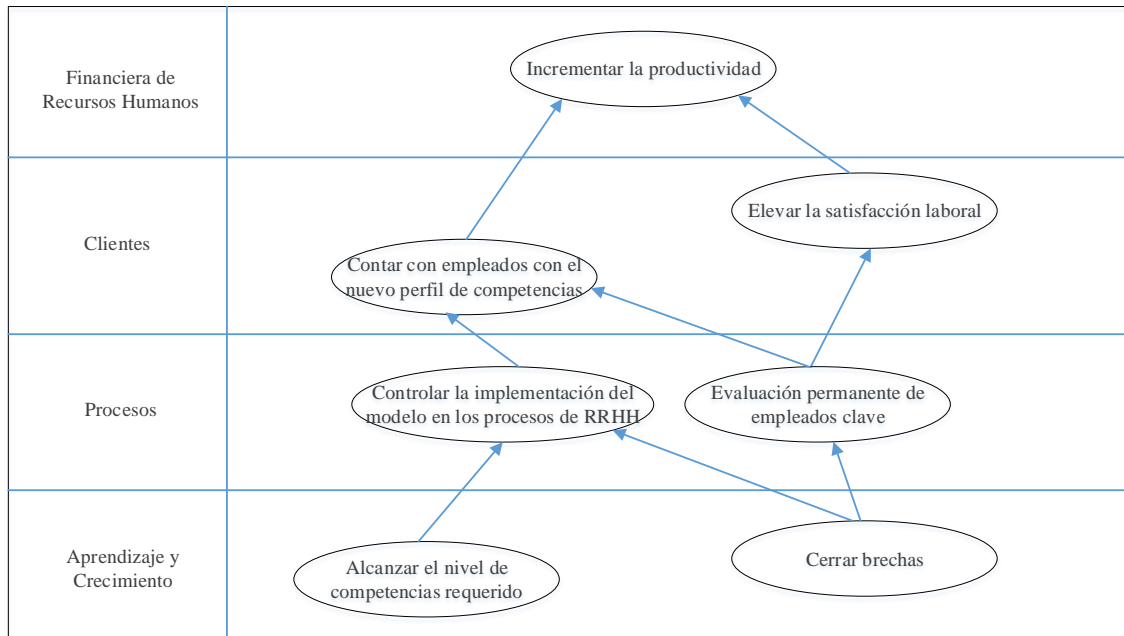 Financiera de
Recursos Humanos
Incrementar la productividad
Clientes
Elevar la satisfacción laboral
Contar con empleados con el
nuevo perfil de competencias
Procesos
Controlar la implementación del
modelo en los procesos de RRHH
Evaluación permanente de
empleados clave
Aprendizaje y
Crecimiento
Alcanzar el nivel de
competencias requerido
Cerrar brechas